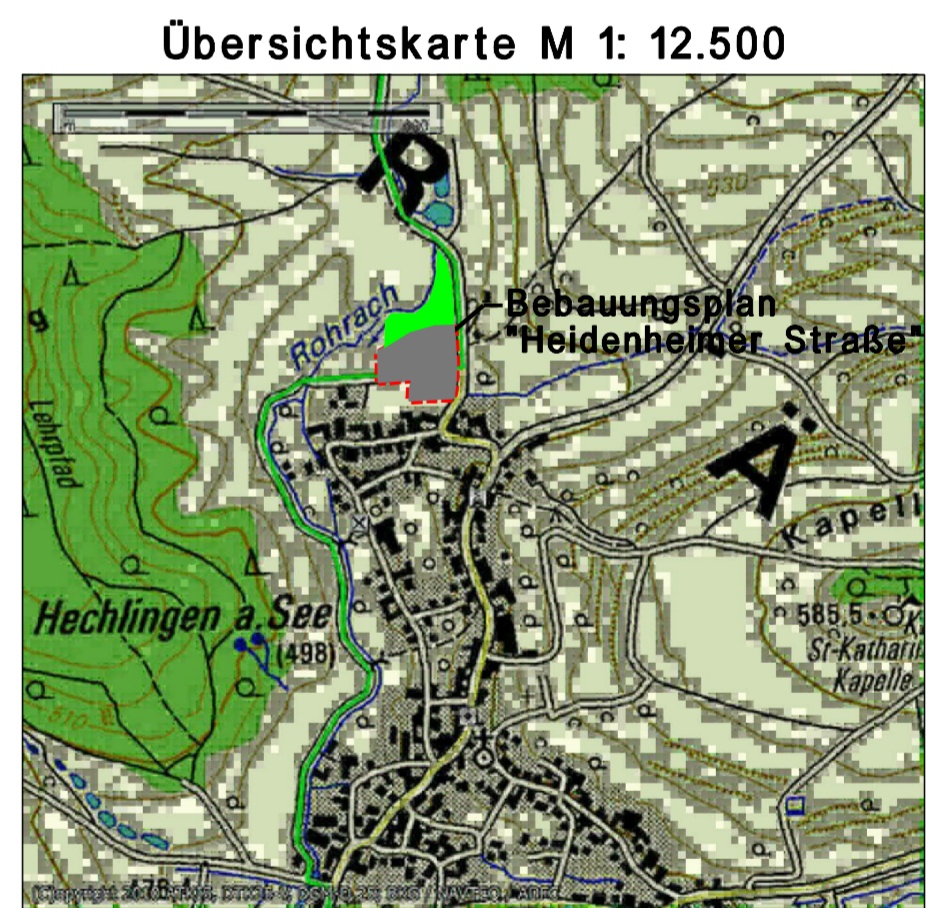 Übersichtskarte M 1: 12.500
R
530
Rohrach
Bebauungsplan
"Heidenheimer Straße"
g
Lehrpfad
Ä
Kapell
Hechlingen a.See
(498)
585,5
K
St-Kathari
Kapelle
510